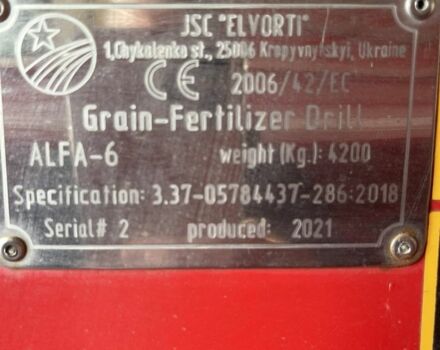 JSC "ELVORTI"
1,Chykalenko st., 25006 Kropyvnytskyi, Ukraine
CE 2006/42/EC
Grain-Fertilizer Drill
ALFA-6 weight (Kg.): 4200
Specification: 3.37-05784437-286:2018
Serial# 2 produced: 2021